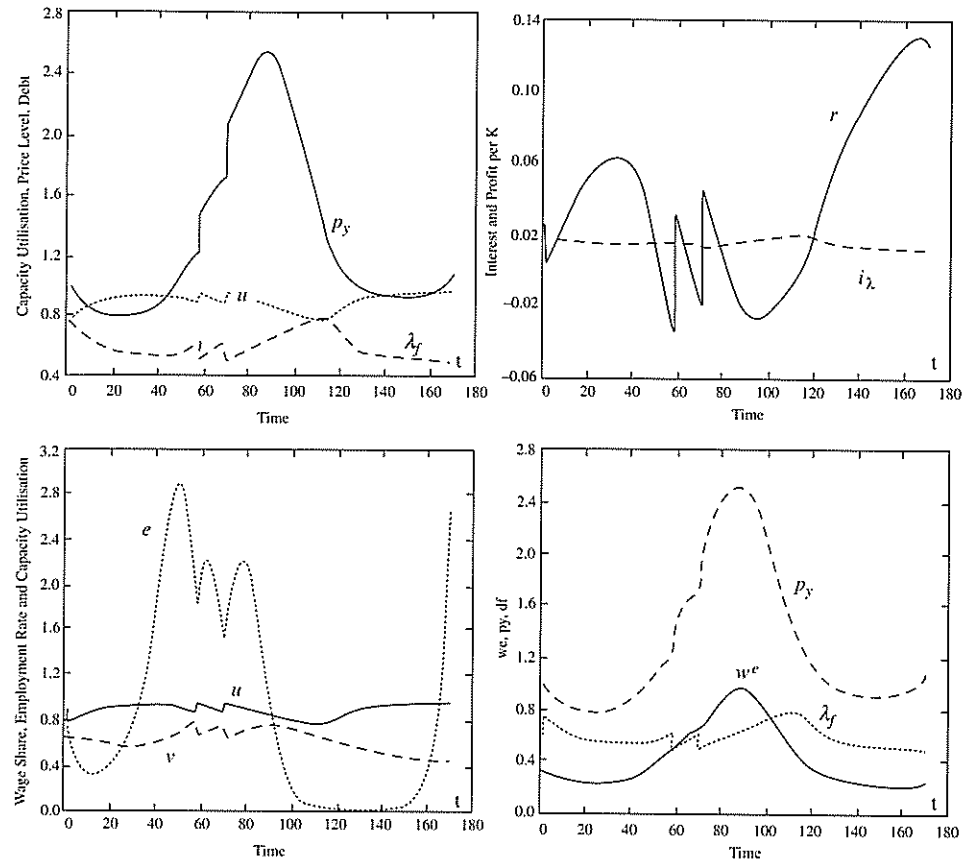 Capacity Utilisation, Price Level, Debt
2.8
2.4
2.0
1.6
1.2
0.8
0.4
p_y
u
λ_f
t
0 20 40 60 80 100 120 140 160 180
Time
Interest and Profit per K
0.14
0.10
0.06
0.02
−0.02
−0.06
r
i_λ
t
0 20 40 60 80 100 120 140 160 180
Time
Wage Share, Employment Rate and Capacity Utilisation
3.2
2.8
2.4
2.0
1.6
1.2
0.8
0.4
0.0
e
u
v
t
0 20 40 60 80 100 120 140 160 180
Time
we, py, df
2.8
2.4
2.0
1.6
1.2
0.8
0.4
0.0
p_y
w^e
λ_f
t
0 20 40 60 80 100 120 140 160 180
Time